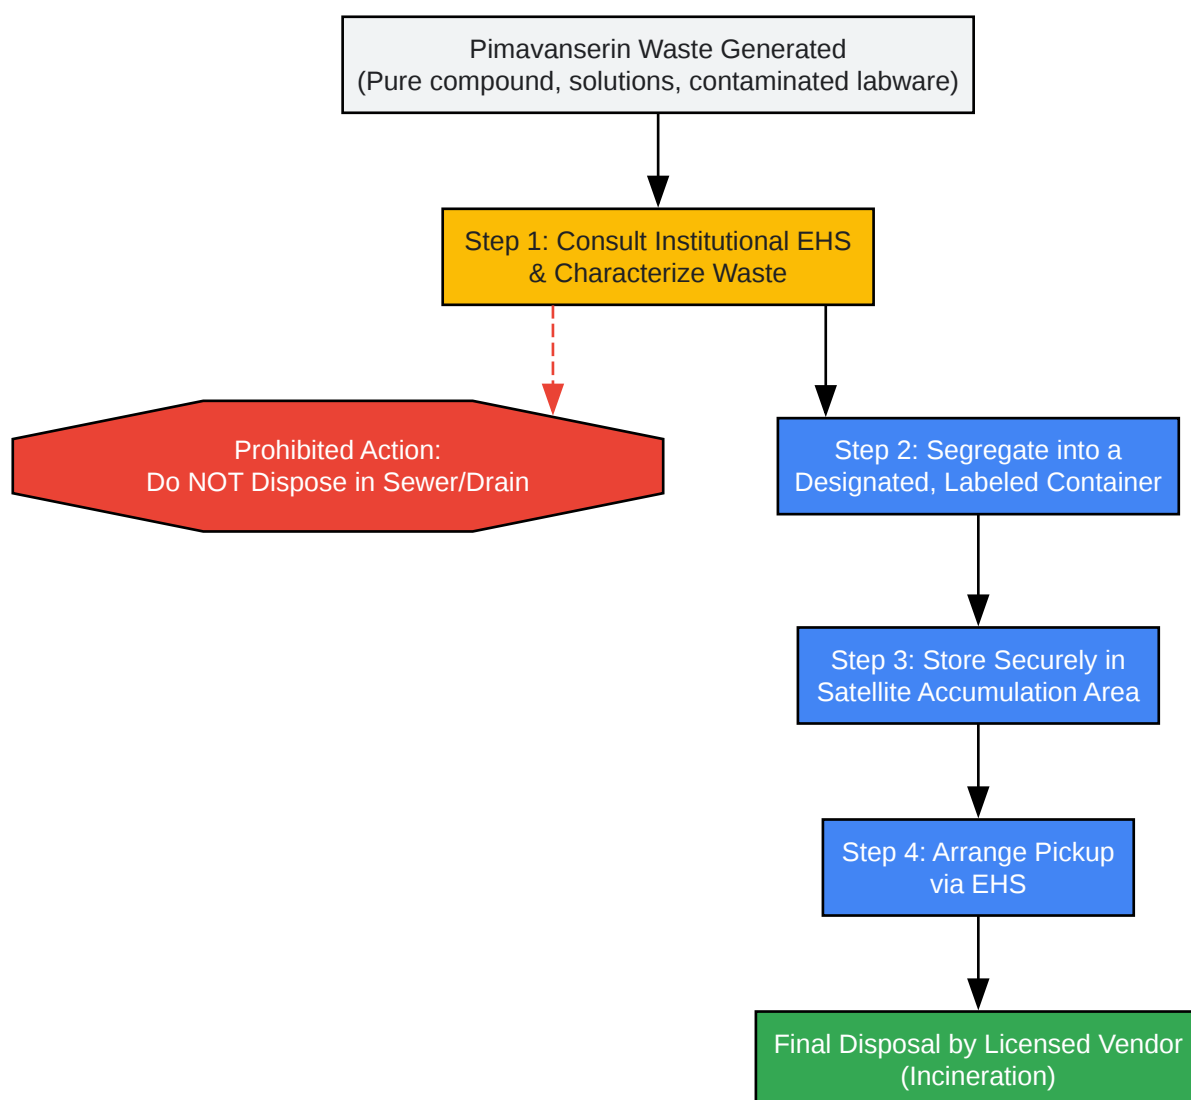 Pimavanserin Waste Generated
(Pure compound, solutions, contaminated labware)
Step 1: Consult Institutional EHS
& Characterize Waste
Prohibited Action:
Do NOT Dispose in Sewer/Drain
Step 2: Segregate into a
Designated, Labeled Container
Step 3: Store Securely in
Satellite Accumulation Area
Step 4: Arrange Pickup
via EHS
Final Disposal by Licensed Vendor
(Incineration)